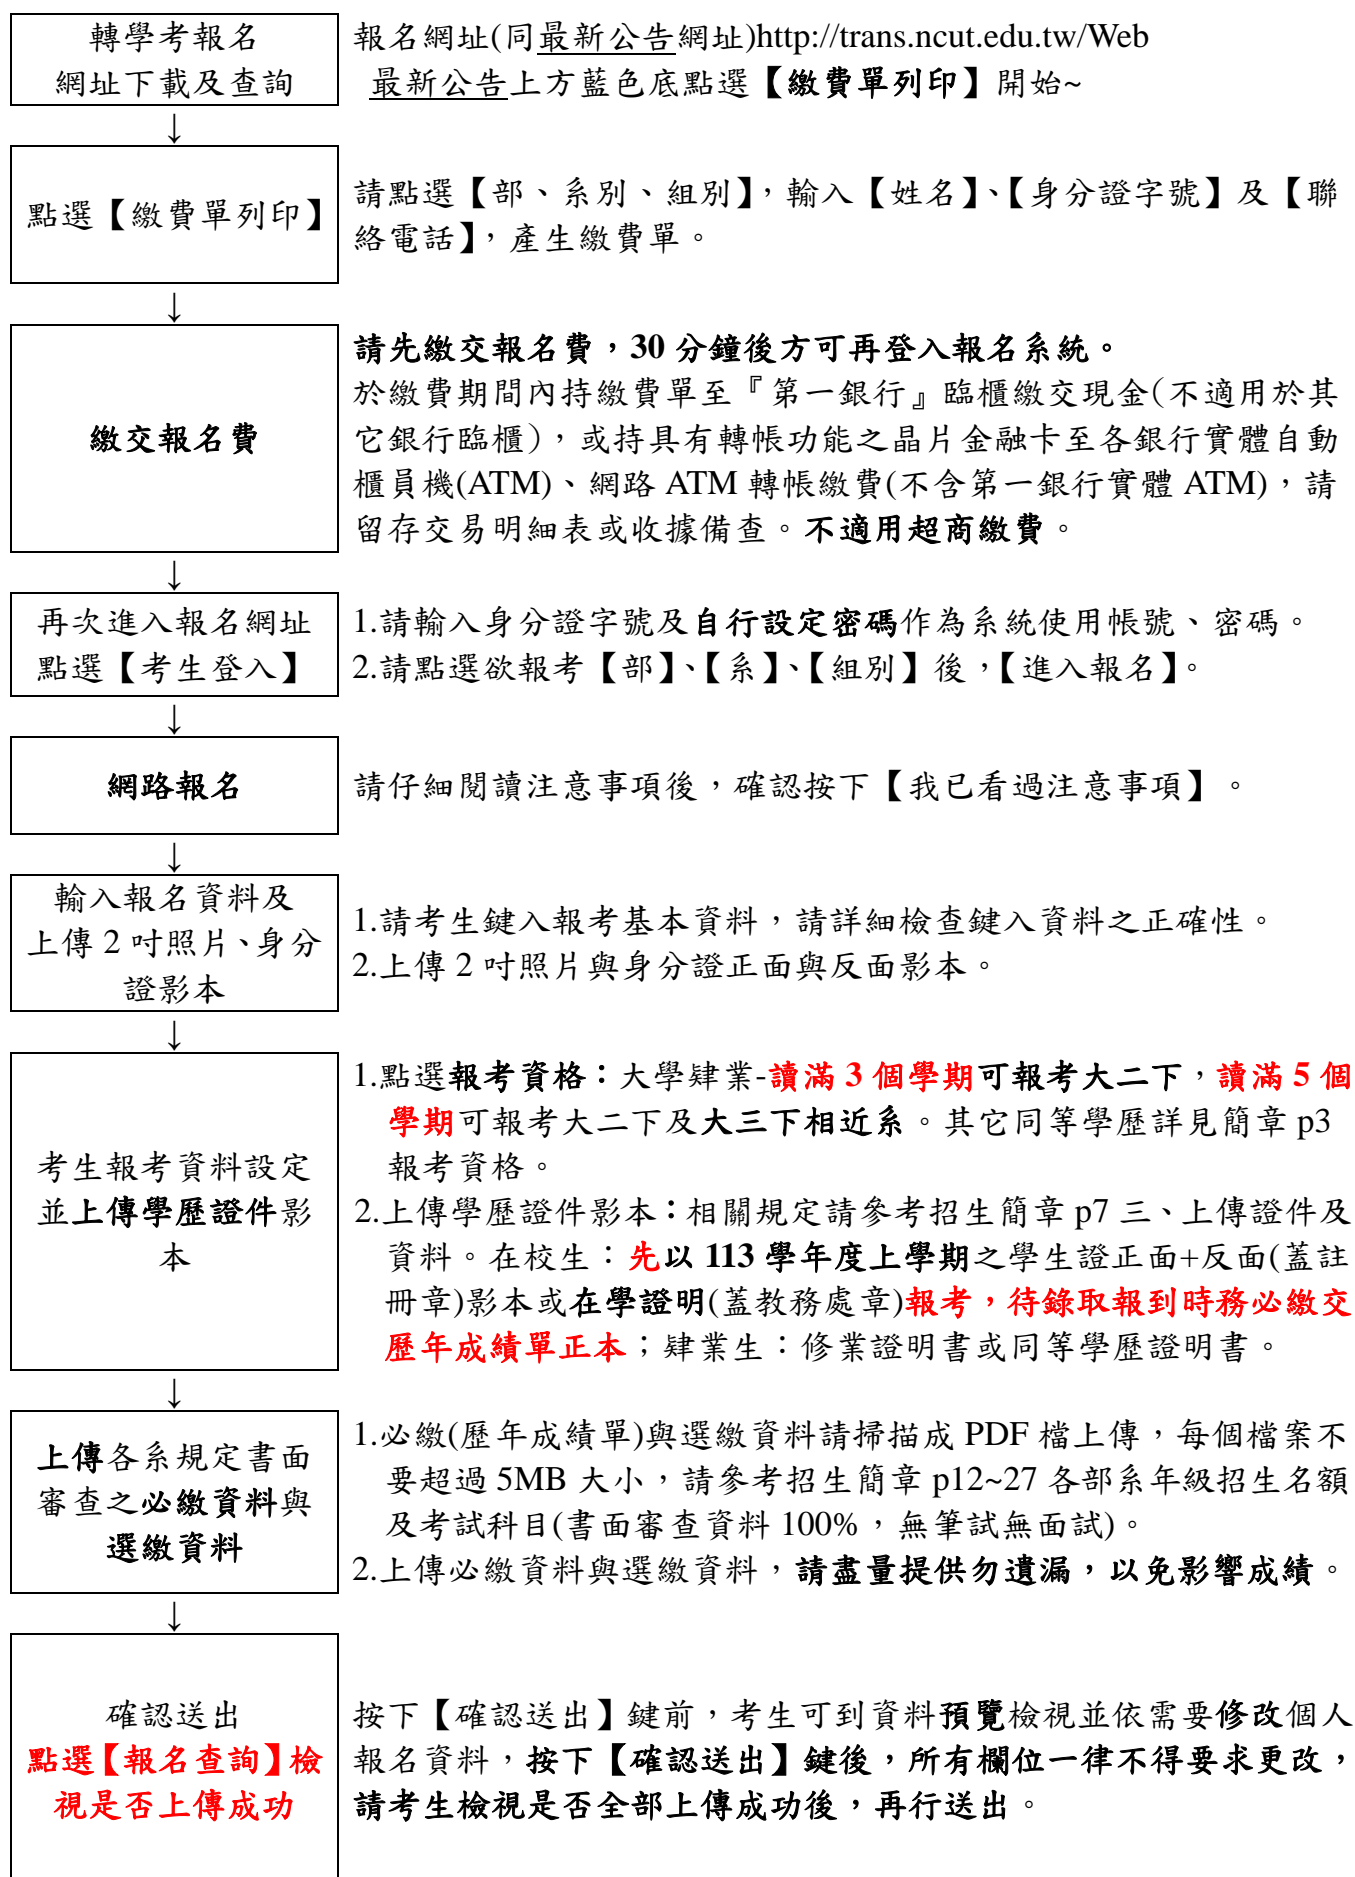 轉學考報名
網址下載及查詢
報名網址(同最新公告網址)http://trans.ncut.edu.tw/Web
最新公告上方藍色底點選【繳費單列印】開始~
↓
點選【繳費單列印】
請點選【部、系別、組別】，輸入【姓名】、【身分證字號】及【聯
絡電話】，產生繳費單。
↓
繳交報名費
請先繳交報名費，30 分鐘後方可再登入報名系統。
於繳費期間內持繳費單至『第一銀行』臨櫃繳交現金(不適用於其
它銀行臨櫃)，或持具有轉帳功能之晶片金融卡至各銀行實體自動
櫃員機(ATM)、網路 ATM 轉帳繳費(不含第一銀行實體 ATM)，請
留存交易明細表或收據備查。不適用超商繳費。
↓
再次進入報名網址
點選【考生登入】
1.請輸入身分證字號及自行設定密碼作為系統使用帳號、密碼。
2.請點選欲報考【部】、【系】、【組別】後，【進入報名】。
↓
網路報名
請仔細閱讀注意事項後，確認按下【我已看過注意事項】。
↓
輸入報名資料及
上傳 2 吋照片、身分
證影本
1.請考生鍵入報考基本資料，請詳細檢查鍵入資料之正確性。
2.上傳 2 吋照片與身分證正面與反面影本。
↓
考生報考資料設定
並上傳學歷證件影
本
1.點選報考資格：大學肄業-讀滿 3 個學期可報考大二下，讀滿 5 個
學期可報考大二下及大三下相近系。其它同等學歷詳見簡章 p3
報考資格。
2.上傳學歷證件影本：相關規定請參考招生簡章 p7 三、上傳證件及
資料。在校生：先以 113 學年度上學期之學生證正面+反面(蓋註
冊章)影本或在學證明(蓋教務處章)報考，待錄取報到時務必繳交
歷年成績單正本；肄業生：修業證明書或同等學歷證明書。
↓
上傳各系規定書面
審查之必繳資料與
選繳資料
1.必繳(歷年成績單)與選繳資料請掃描成 PDF 檔上傳，每個檔案不
要超過 5MB 大小，請參考招生簡章 p12~27 各部系年級招生名額
及考試科目(書面審查資料 100%，無筆試無面試)。
2.上傳必繳資料與選繳資料，請盡量提供勿遺漏，以免影響成績。
↓
確認送出
點選【報名查詢】檢
視是否上傳成功
按下【確認送出】鍵前，考生可到資料預覽檢視並依需要修改個人
報名資料，按下【確認送出】鍵後，所有欄位一律不得要求更改，
請考生檢視是否全部上傳成功後，再行送出。